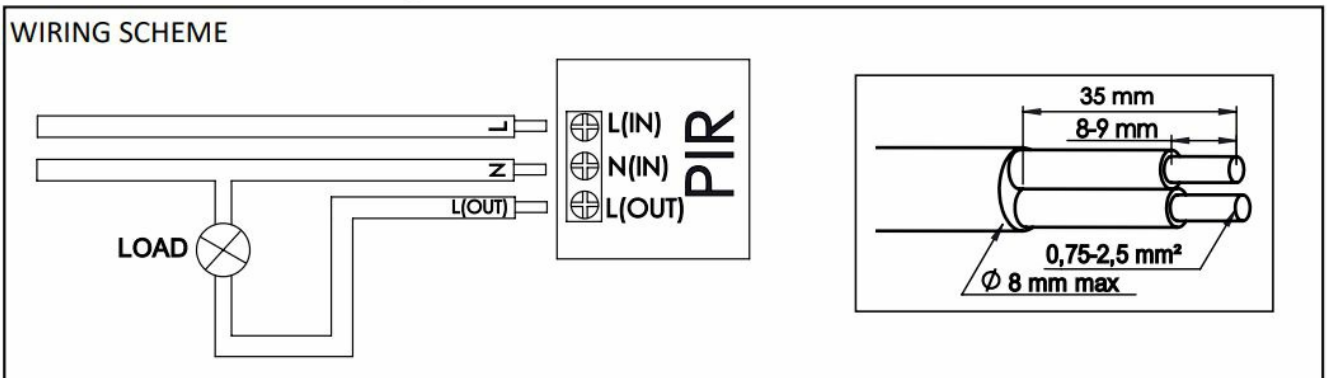 WIRING SCHEME
L
N
L(OUT)
LOAD
L(IN)
N(IN)
L(OUT)
PIR
35 mm
8-9 mm
0,75-2,5 mm²
Ø 8 mm max